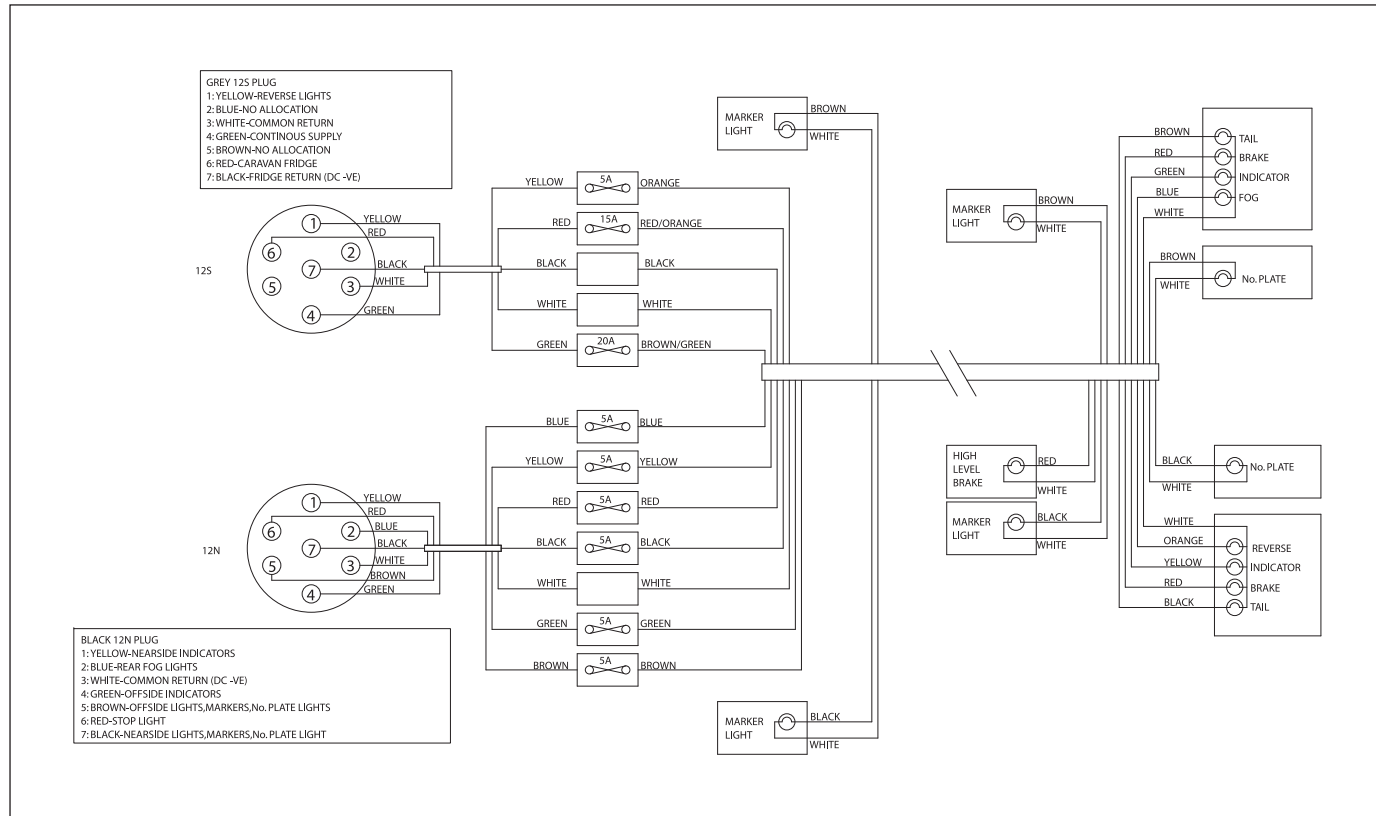 GREY 12S PLUG
1: YELLOW-REVERSE LIGHTS
2: BLUE-NO ALLOCATION
3: WHITE-COMMON RETURN
4: GREEN-CONTINOUS SUPPLY
5: BROWN-NO ALLOCATION
6: RED-CARAVAN FRIDGE
7: BLACK-FRIDGE RETURN (DC -VE)
12S
1
6
2
7
5
3
4
YELLOW
RED
BLACK
WHITE
GREEN
YELLOW 5A ORANGE
RED 15A RED/ORANGE
BLACK BLACK
WHITE WHITE
GREEN 20A BROWN/GREEN
12N
1
6
2
7
5
3
4
YELLOW
RED
BLUE
BLACK
WHITE
BROWN
GREEN
BLUE 5A BLUE
YELLOW 5A YELLOW
RED 5A RED
BLACK 5A BLACK
WHITE WHITE
GREEN 5A GREEN
BROWN 5A BROWN
BLACK 12N PLUG
1: YELLOW-NEARSIDE INDICATORS
2: BLUE-REAR FOG LIGHTS
3: WHITE-COMMON RETURN (DC -VE)
4: GREEN-OFFSIDE INDICATORS
5: BROWN-OFFSIDE LIGHTS,MARKERS,No. PLATE LIGHTS
6: RED-STOP LIGHT
7: BLACK-NEARSIDE LIGHTS,MARKERS,No. PLATE LIGHT
MARKER
LIGHT
BROWN
WHITE
MARKER
LIGHT
BLACK
WHITE
MARKER
LIGHT
BROWN
WHITE
HIGH
LEVEL
BRAKE
RED
WHITE
MARKER
LIGHT
BLACK
WHITE
BROWN TAIL
RED BRAKE
GREEN INDICATOR
BLUE FOG
WHITE
BROWN
WHITE
No. PLATE
BLACK
WHITE
No. PLATE
WHITE
ORANGE REVERSE
YELLOW INDICATOR
RED BRAKE
BLACK TAIL